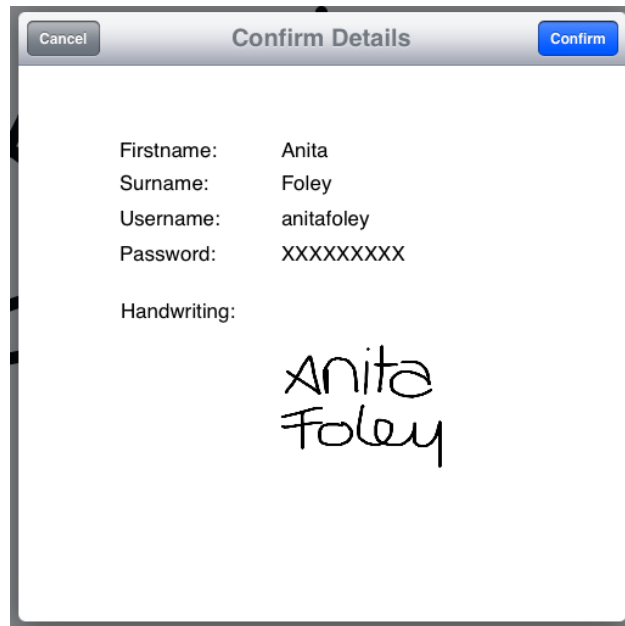 Cancel Confirm Details Confirm
Firstname: Anita
Surname: Foley
Username: anitafoley
Password: XXXXXXXXX
Handwriting:
Anita
Foley